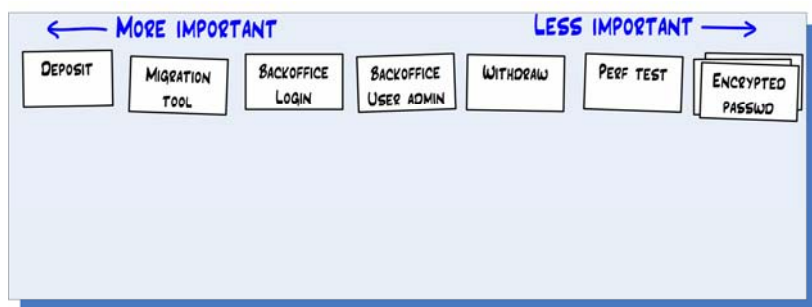 MORE IMPORTANT
LESS IMPORTANT
DEPOSIT
MIGRATION
TOOL
BACKOFFICE
LOGIN
BACKOFFICE
USER ADMIN
WITHDRAW
PERF TEST
ENCRYPTED
PASSWD